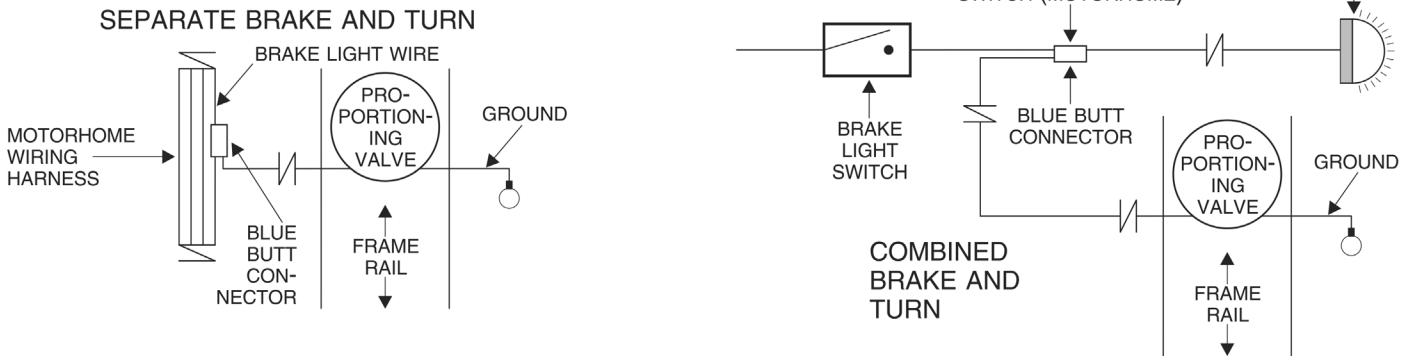 SEPARATE BRAKE AND TURN
BRAKE LIGHT WIRE
PRO-
PORTION-
ING
VALVE
GROUND
MOTORHOME
WIRING
HARNESS
BLUE
BUTT
CON-
NECTOR
FRAME
RAIL
SWITCH (MOTORHOME)
BRAKE
LIGHT
SWITCH
BLUE BUTT
CONNECTOR
PRO-
PORTION-
ING
VALVE
GROUND
COMBINED
BRAKE AND
TURN
FRAME
RAIL